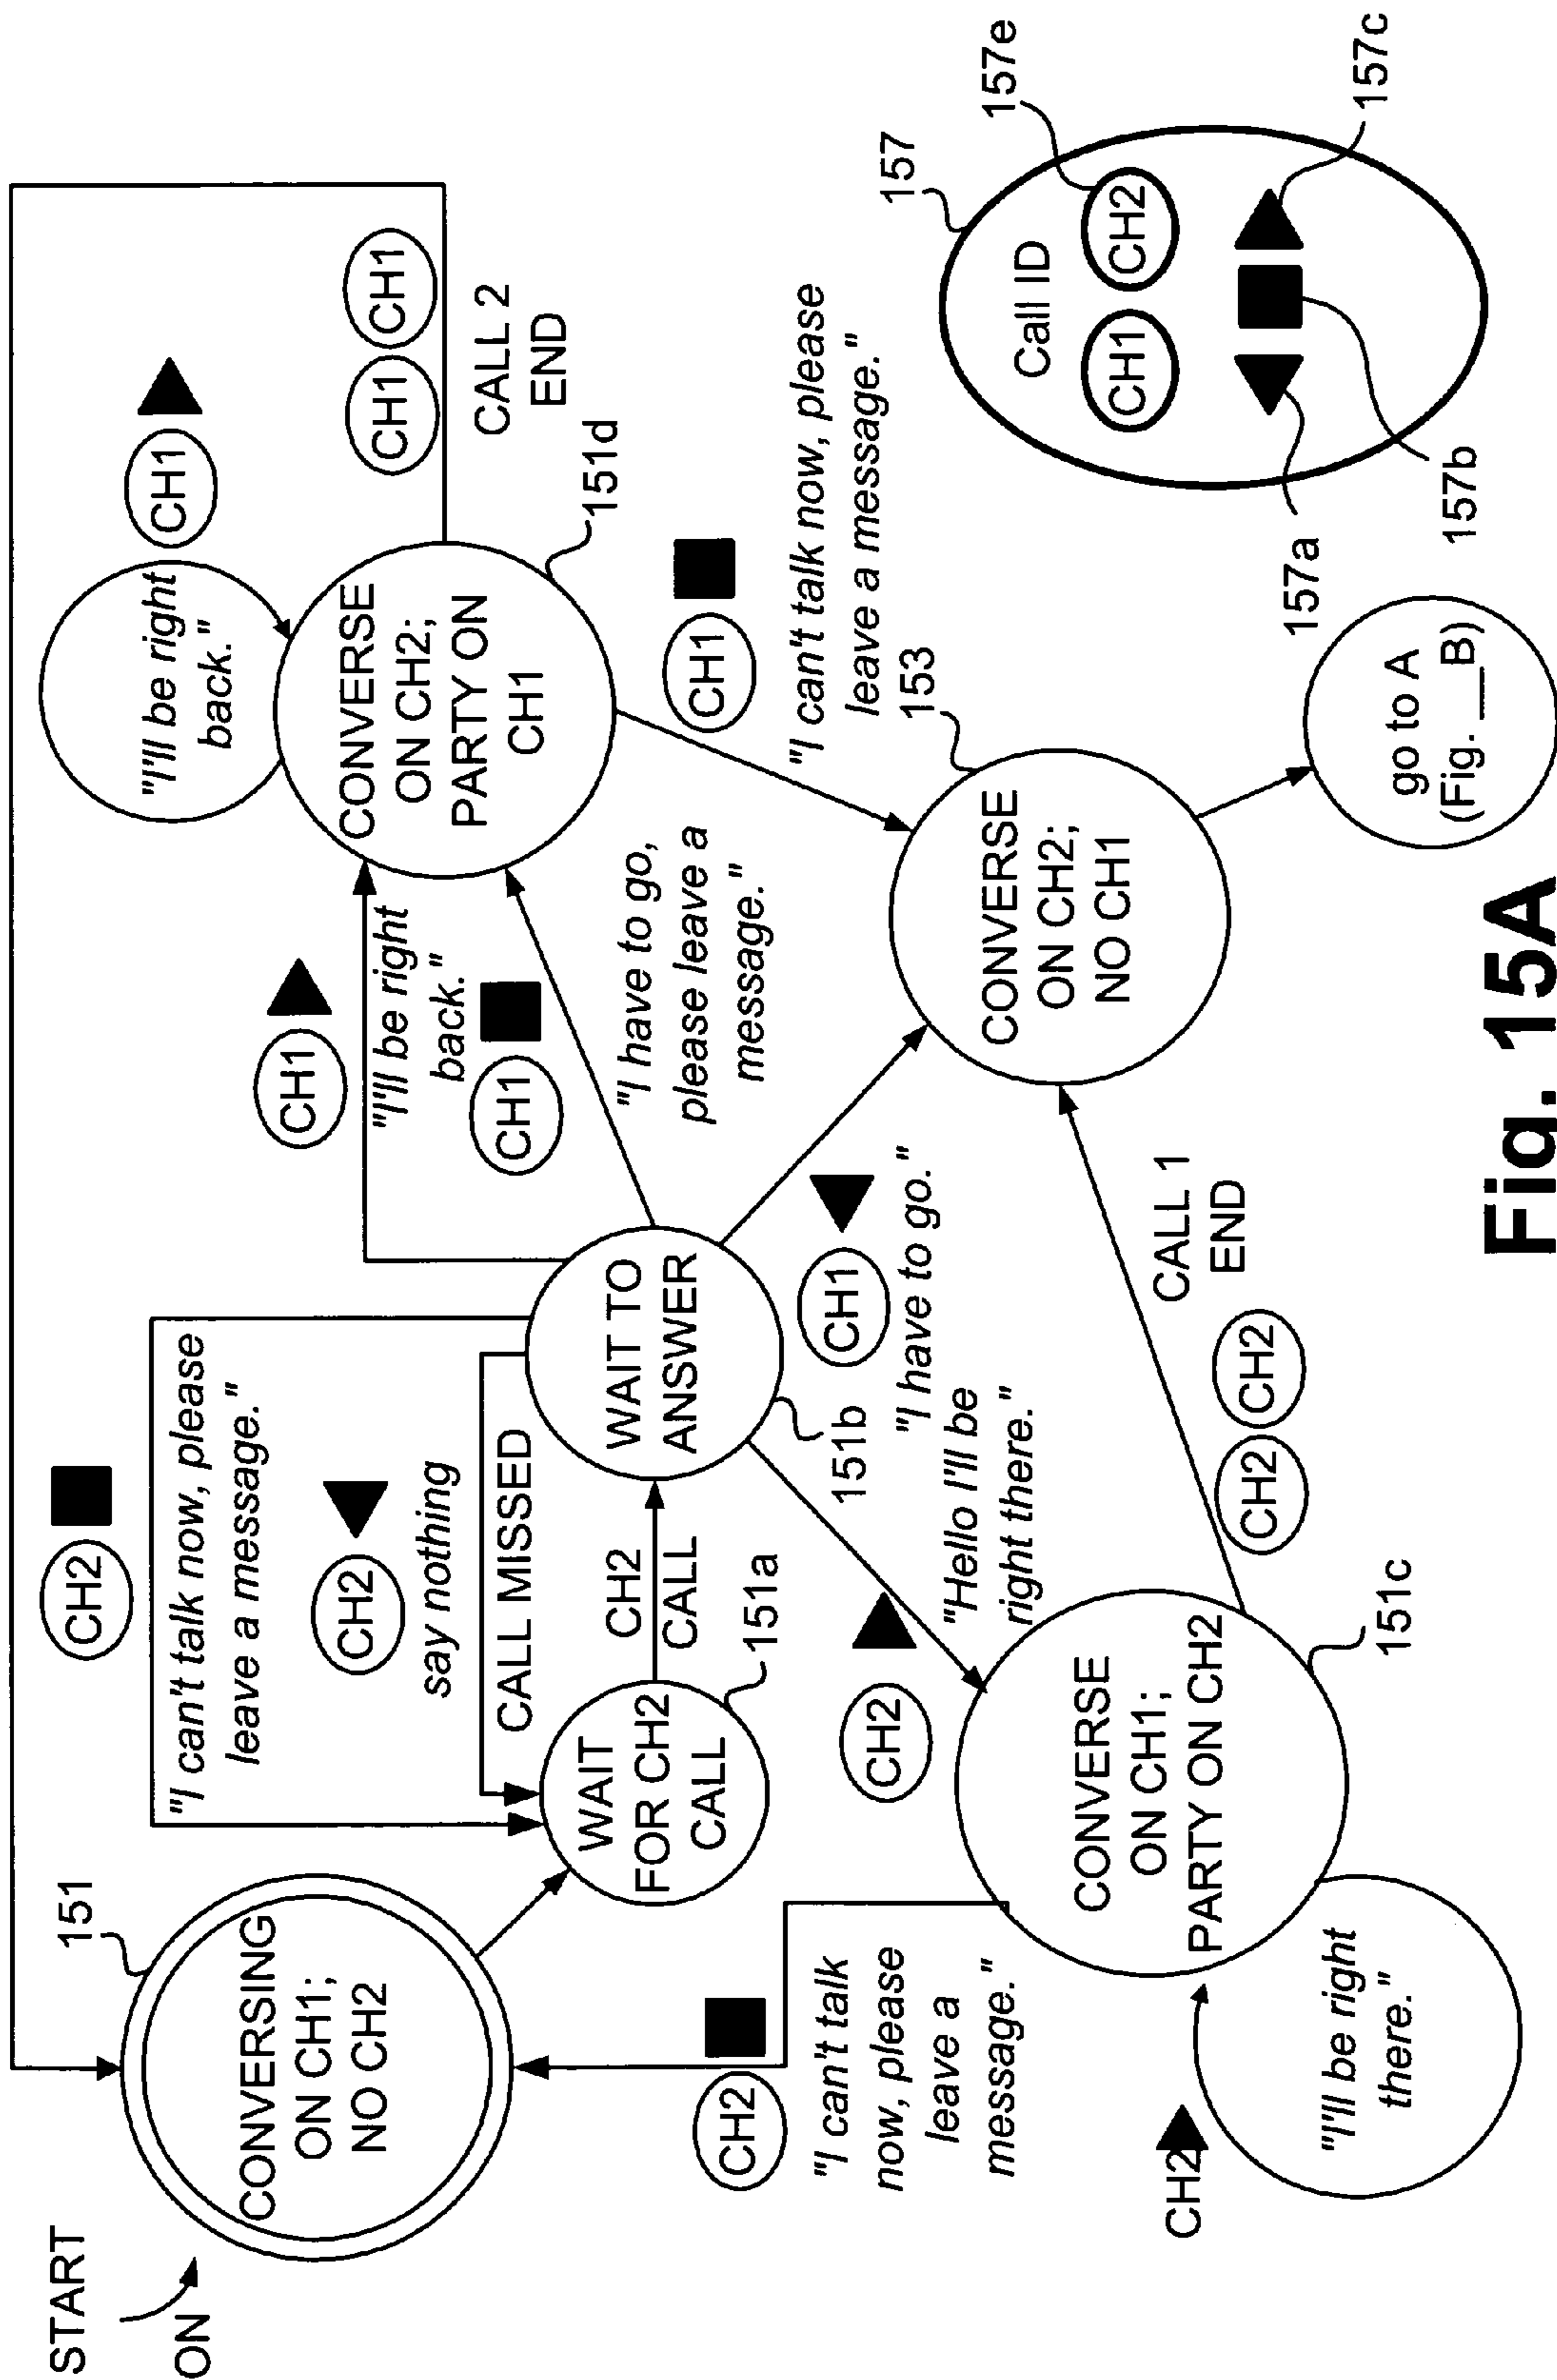 START
ON
151
CONVERSING
ON CH1;
NO CH2
CH2
"I can't talk now, please
leave a message."
CH2
say nothing
CALL MISSED
WAIT
FOR CH2
CALL
151a
CH2
CALL
WAIT TO
ANSWER
151b
CH1
"I'll be right
back."
CH1
"I have to go,
please leave a
message."
"I'll be right
back."
CH1
CONVERSE
ON CH2;
PARTY ON
CH1
151d
CH1
CH1
CALL 2
END
CH1
"I can't talk now, please
leave a message."
CH1
"I have to go."
153
CONVERSE
ON CH2;
NO CH1
go to A
(Fig. __B)
CH2
"Hello I'll be
right there."
CH2
"I can't talk
now, please
leave a
message."
CONVERSE
ON CH1;
PARTY ON CH2
151c
CH2
"I'll be right
there."
CH2
CH2
CALL 1
END
157
Call ID
CH1
CH2
157e
157a
157b
157c
Fig. 15A